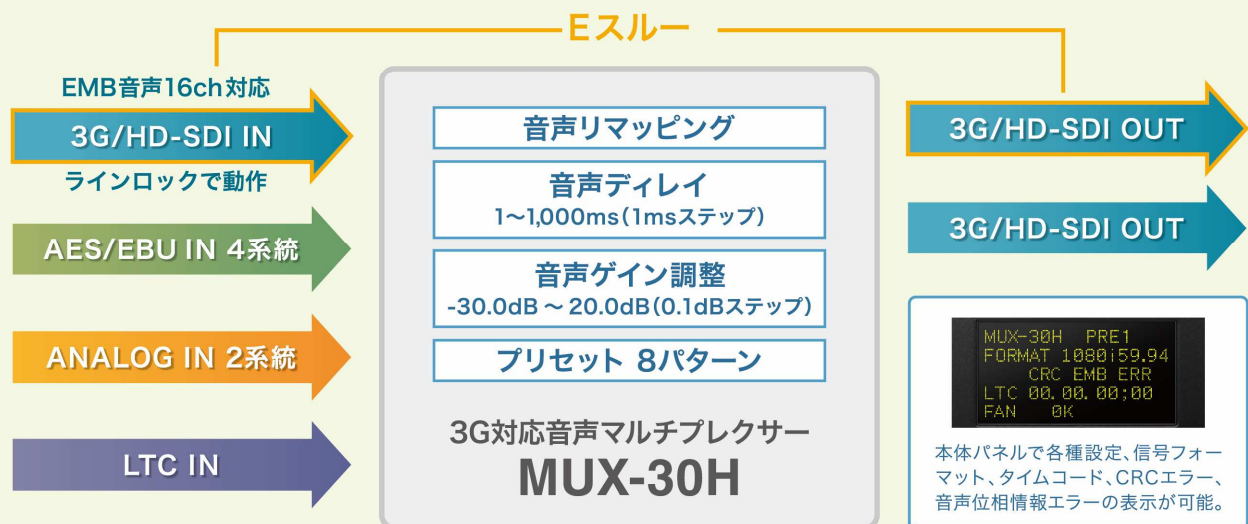 Eスルー
EMB音声16ch対応
3G/HD-SDI IN
ラインロックで動作
AES/EBU IN 4系統
ANALOG IN 2系統
LTC IN
音声リマッピング
音声ディレイ
1〜1,000ms(1msステップ)
音声ゲイン調整
-30.0dB 〜 20.0dB(0.1dBステップ)
プリセット 8パターン
3G対応音声マルチプレクサー
MUX-30H
3G/HD-SDI OUT
3G/HD-SDI OUT
MUX-30H PRE1
FORMAT 1080i59.94
CRC EMB ERR
LTC 00.00.00;00
FAN OK
本体パネルで各種設定、信号フォー
マット、タイムコード、CRCエラー、
音声位相情報エラーの表示が可能。